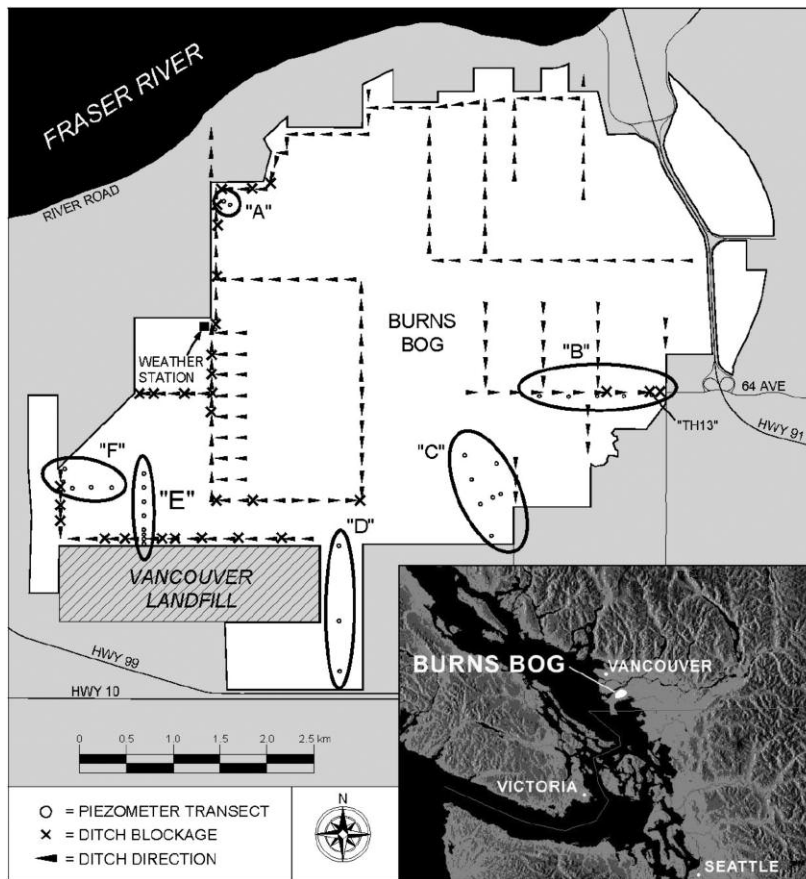 FRASER RIVER
RIVER ROAD
"A"
BURNS
BOG
WEATHER
STATION
"B"
64 AVE
"TH13"
HWY 91
"C"
"F"
"E"
"D"
VANCOUVER
LANDFILL
HWY 99
HWY 10
BURNS BOG
VANCOUVER
VICTORIA
SEATTLE
0 0.5 1.0 1.5 2.0 2.5 km
O = PIEZOMETER TRANSECT
X = DITCH BLOCKAGE
= DITCH DIRECTION
N